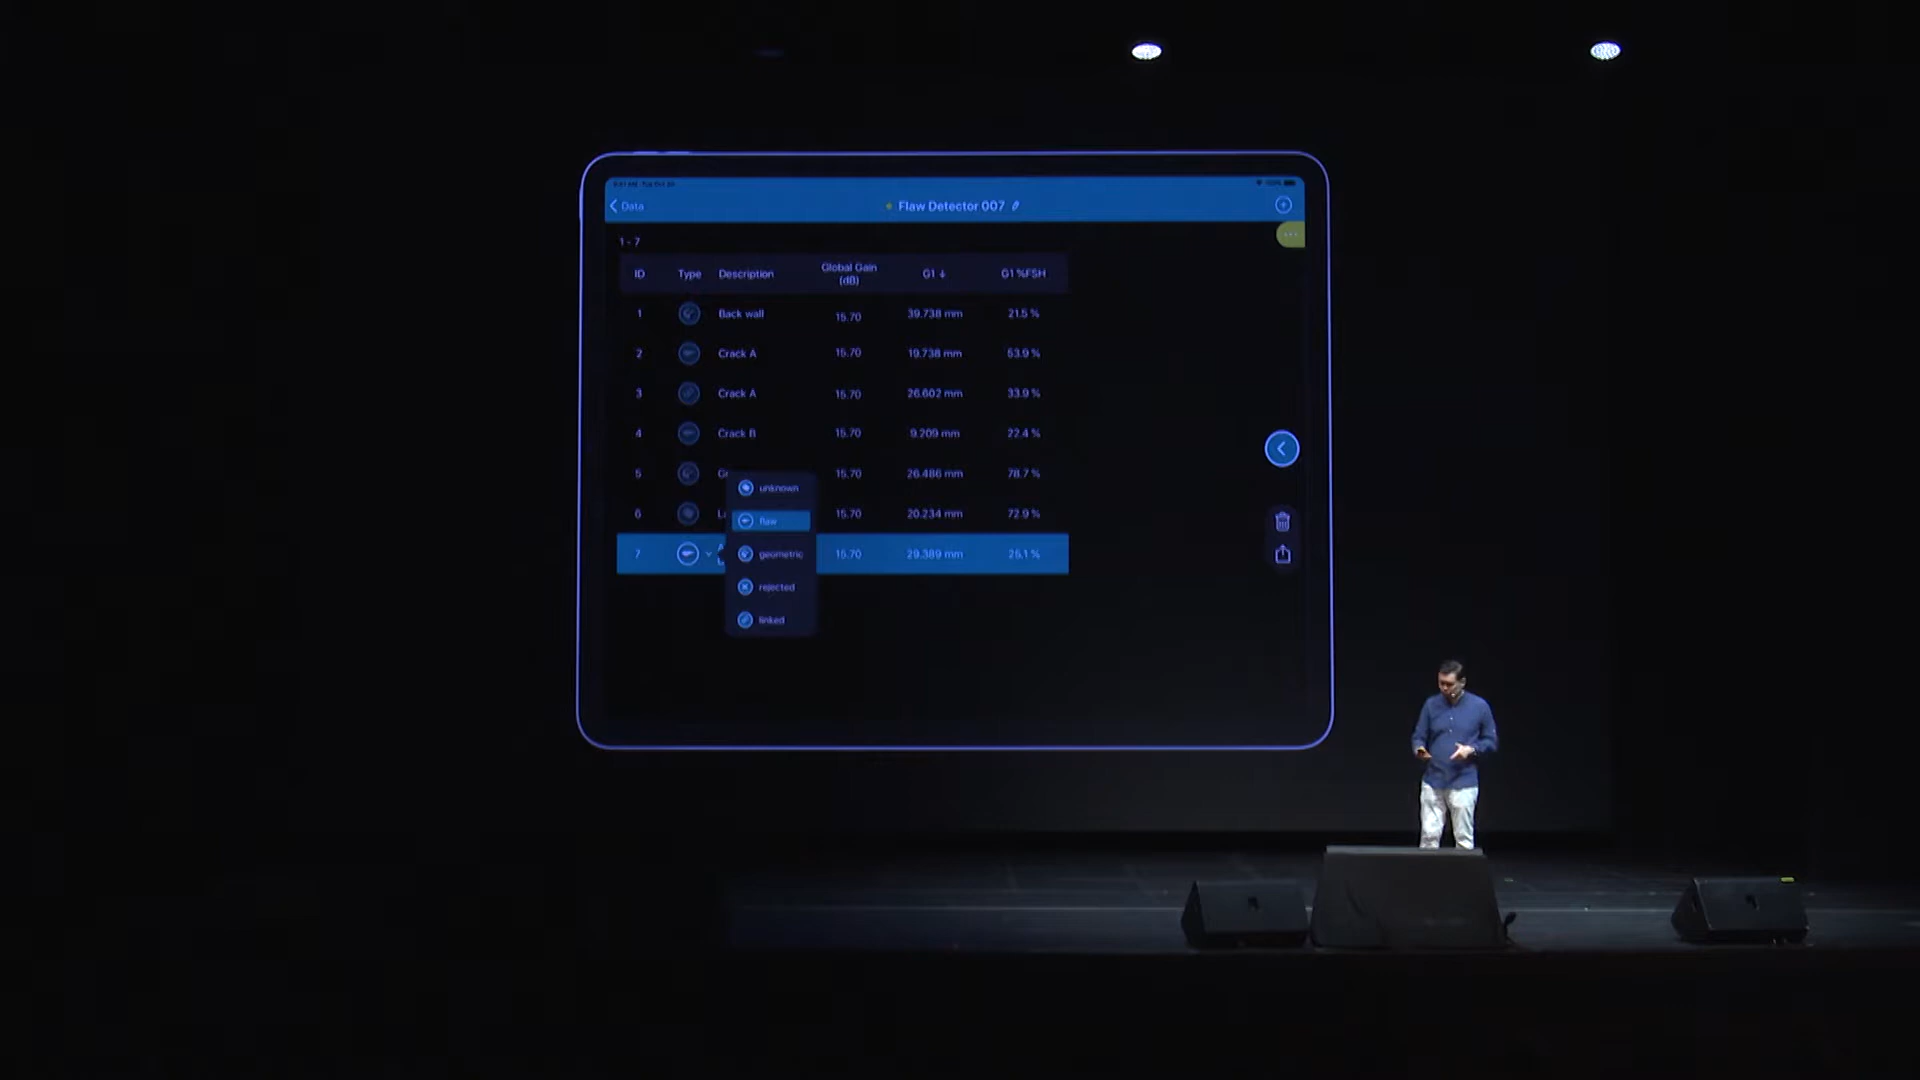 Data
Flaw Detector 007
1 - 7
ID Type Description Global Gain (dB) G1 ↓ G1 %FSH
1 Back wall 15.70 39.738 mm 21.5 %
2 Crack A 15.70 19.738 mm 53.9 %
3 Crack A 15.70 26.602 mm 33.9 %
4 Crack B 15.70 9.209 mm 22.4 %
5 15.70 26.486 mm 78.7 %
6 15.70 20.234 mm 72.9 %
7 15.70 29.389 mm 25.1 %
unknown
flaw
geometric
rejected
linked